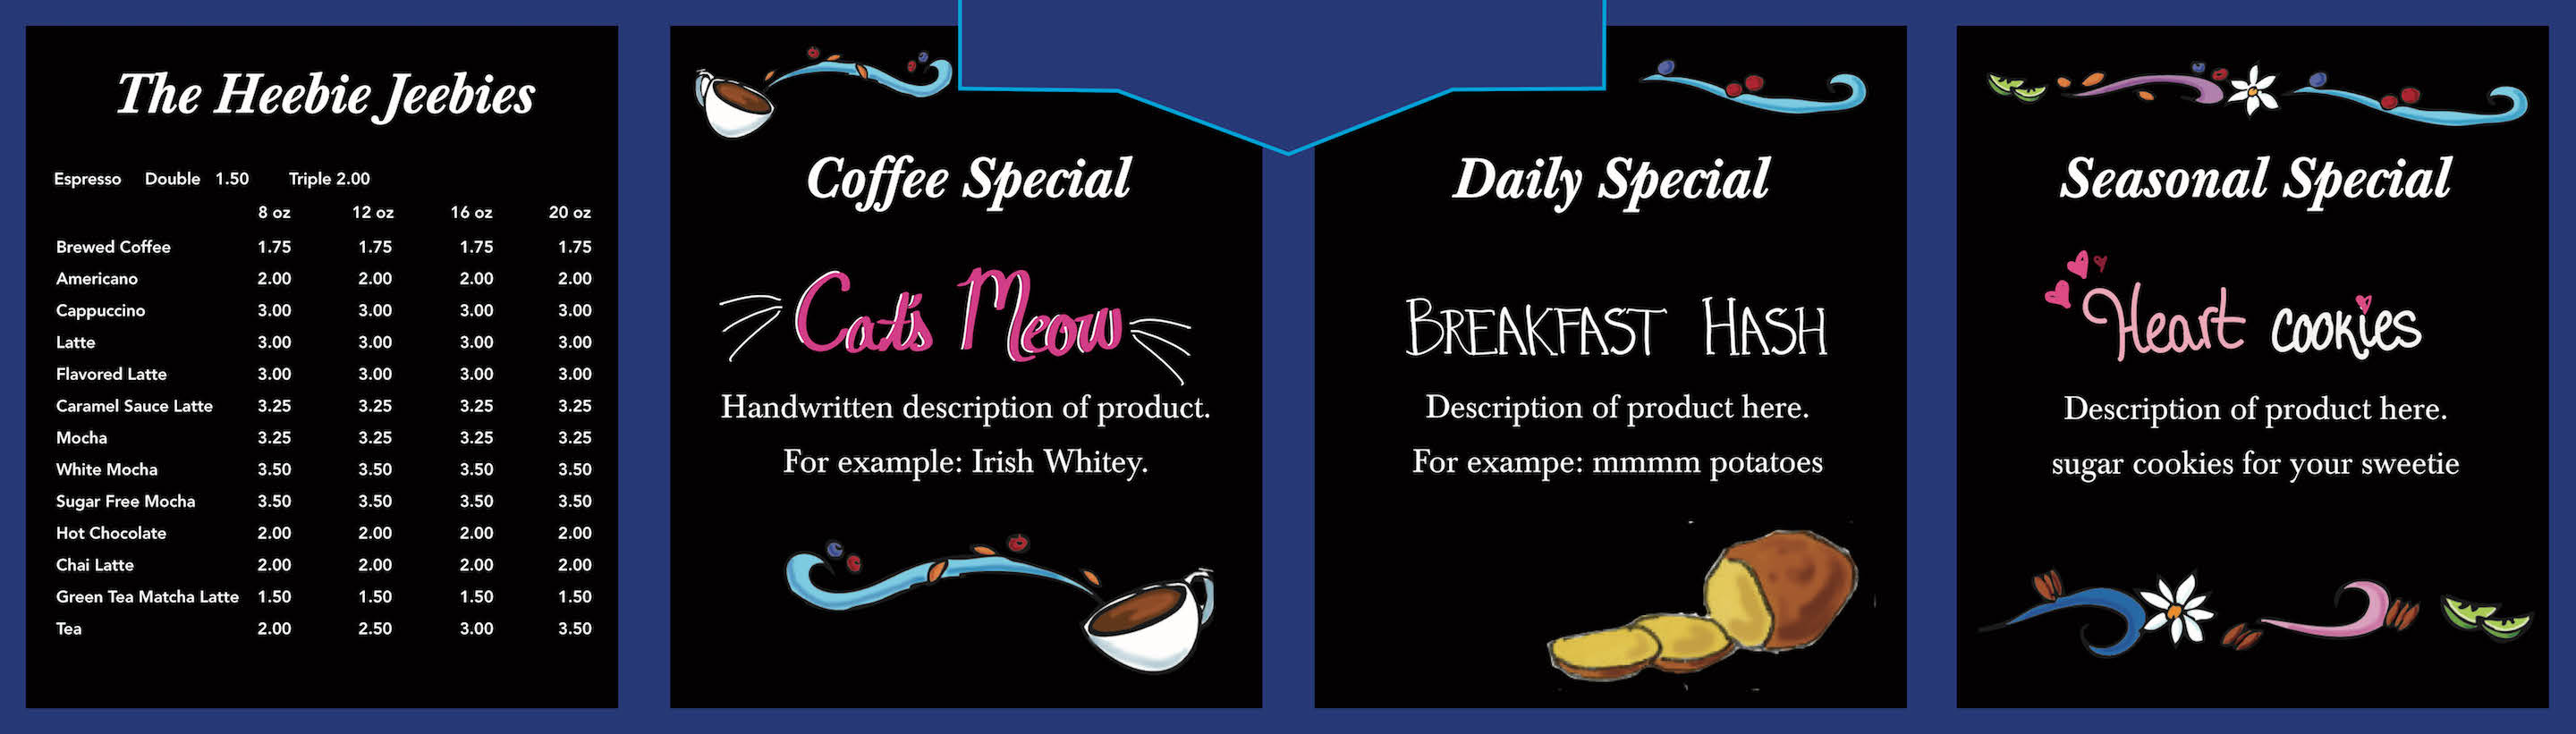 The Heebie Jeebies
Espresso Double 1.50 Triple 2.00
8 oz 12 oz 16 oz 20 oz
Brewed Coffee 1.75 1.75 1.75 1.75
Americano 2.00 2.00 2.00 2.00
Cappuccino 3.00 3.00 3.00 3.00
Latte 3.00 3.00 3.00 3.00
Flavored Latte 3.00 3.00 3.00 3.00
Caramel Sauce Latte 3.25 3.25 3.25 3.25
Mocha 3.25 3.25 3.25 3.25
White Mocha 3.50 3.50 3.50 3.50
Sugar Free Mocha 3.50 3.50 3.50 3.50
Hot Chocolate 2.00 2.00 2.00 2.00
Chai Latte 2.00 2.00 2.00 2.00
Green Tea Matcha Latte 1.50 1.50 1.50 1.50
Tea 2.00 2.50 3.00 3.50
Coffee Special
Cat's Meow
Handwritten description of product.
For example: Irish Whitey.
Daily Special
BREAKFAST HASH
Description of product here.
For exampe: mmmm potatoes
Seasonal Special
Heart cookies
Description of product here.
sugar cookies for your sweetie